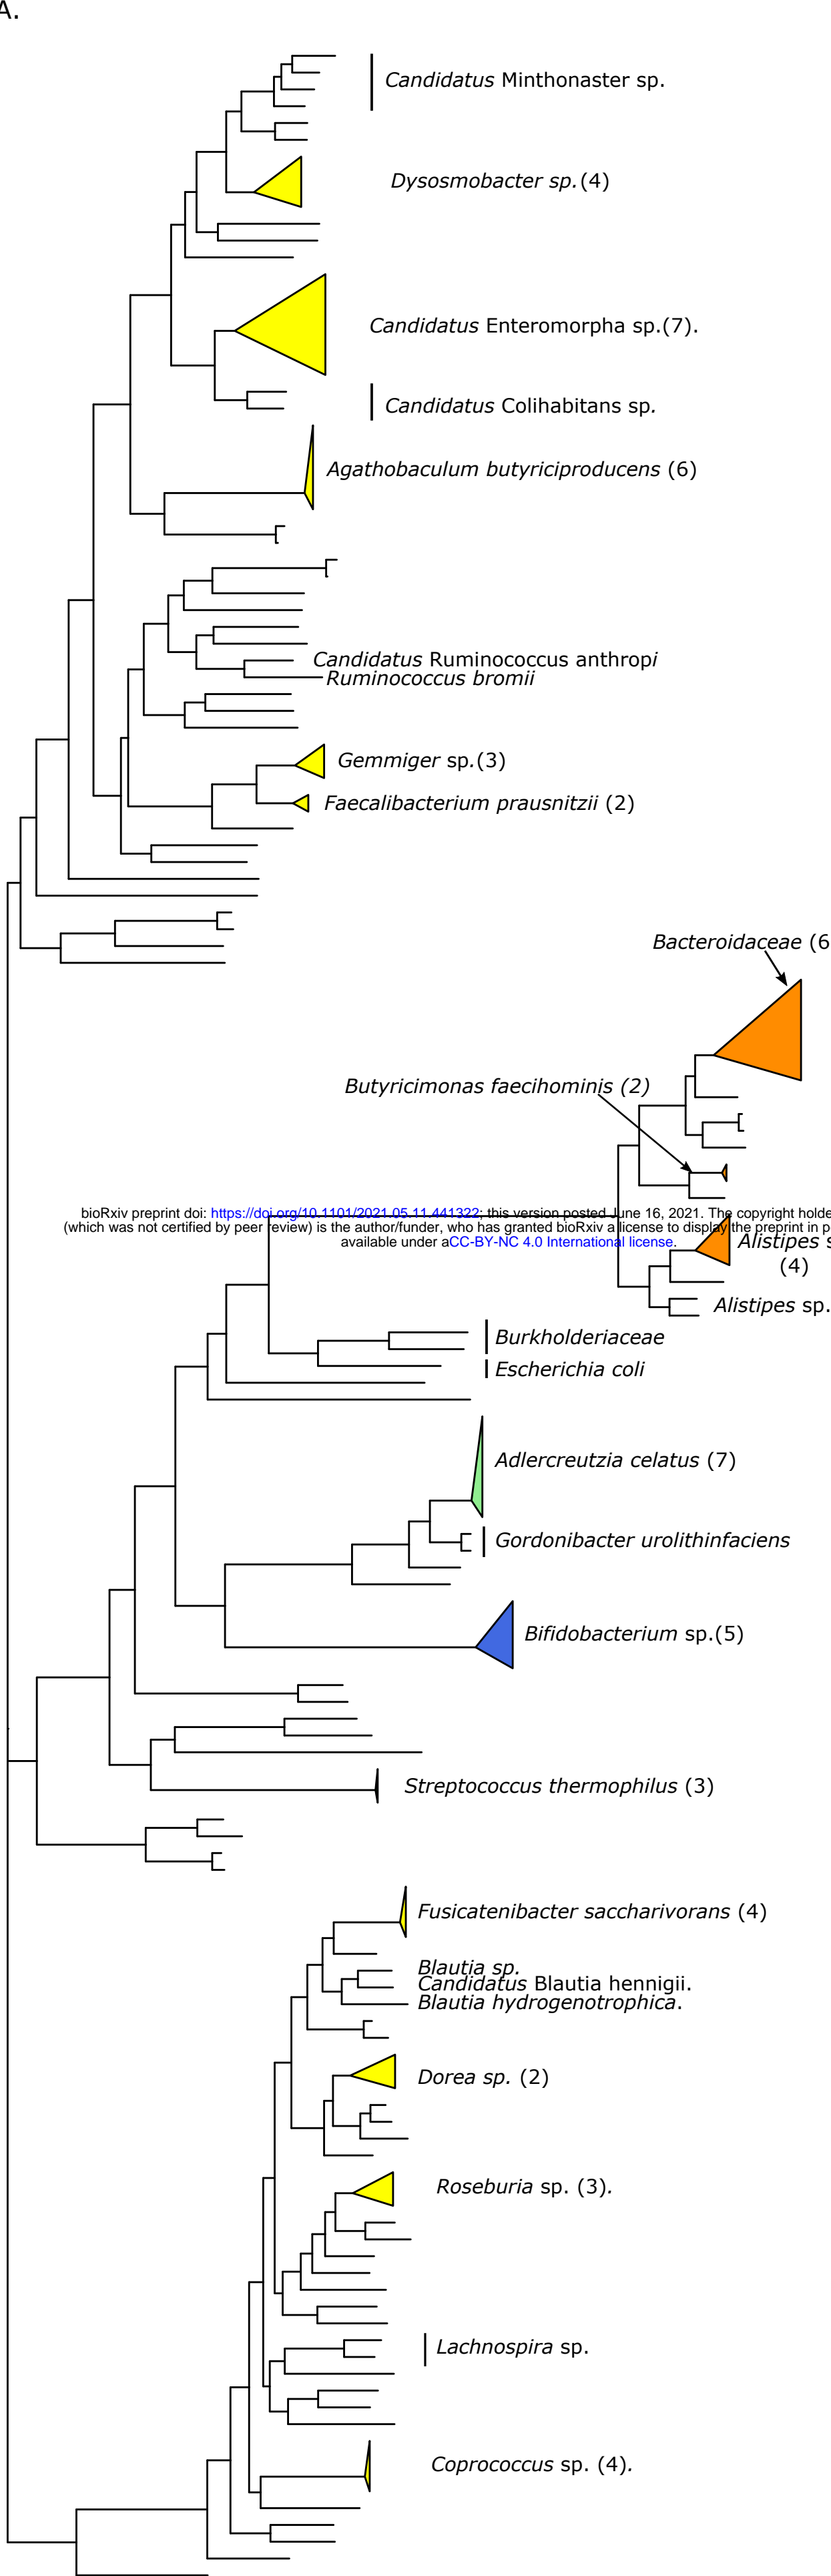 A.
Candidatus Minthonaster sp.
Dysosmobacter sp.(4)
Candidatus Enteromorpha sp.(7).
Candidatus Colihabitans sp.
Agathobaculum butyriciproducens (6)
Candidatus Ruminococcus anthropi
Ruminococcus bromii
Gemmiger sp.(3)
Faecalibacterium prausnitzii (2)
Bacteroidaceae (6
Butyricimonas faecihominis (2)
bioRxiv preprint doi: https://doi.org/10.1101/2021.05.11.441322; this version posted June 16, 2021. The copyright holde
(which was not certified by peer review) is the author/funder, who has granted bioRxiv a license to display the preprint in p
available under aCC-BY-NC 4.0 International license.
Alistipes s
(4)
Alistipes sp.
Burkholderiaceae
Escherichia coli
Adlercreutzia celatus (7)
Gordonibacter urolithinfaciens
Bifidobacterium sp.(5)
Streptococcus thermophilus (3)
Fusicatenibacter saccharivorans (4)
Blautia sp.
Candidatus Blautia hennigii.
Blautia hydrogenotrophica.
Dorea sp. (2)
Roseburia sp. (3).
Lachnospira sp.
Coprococcus sp. (4).